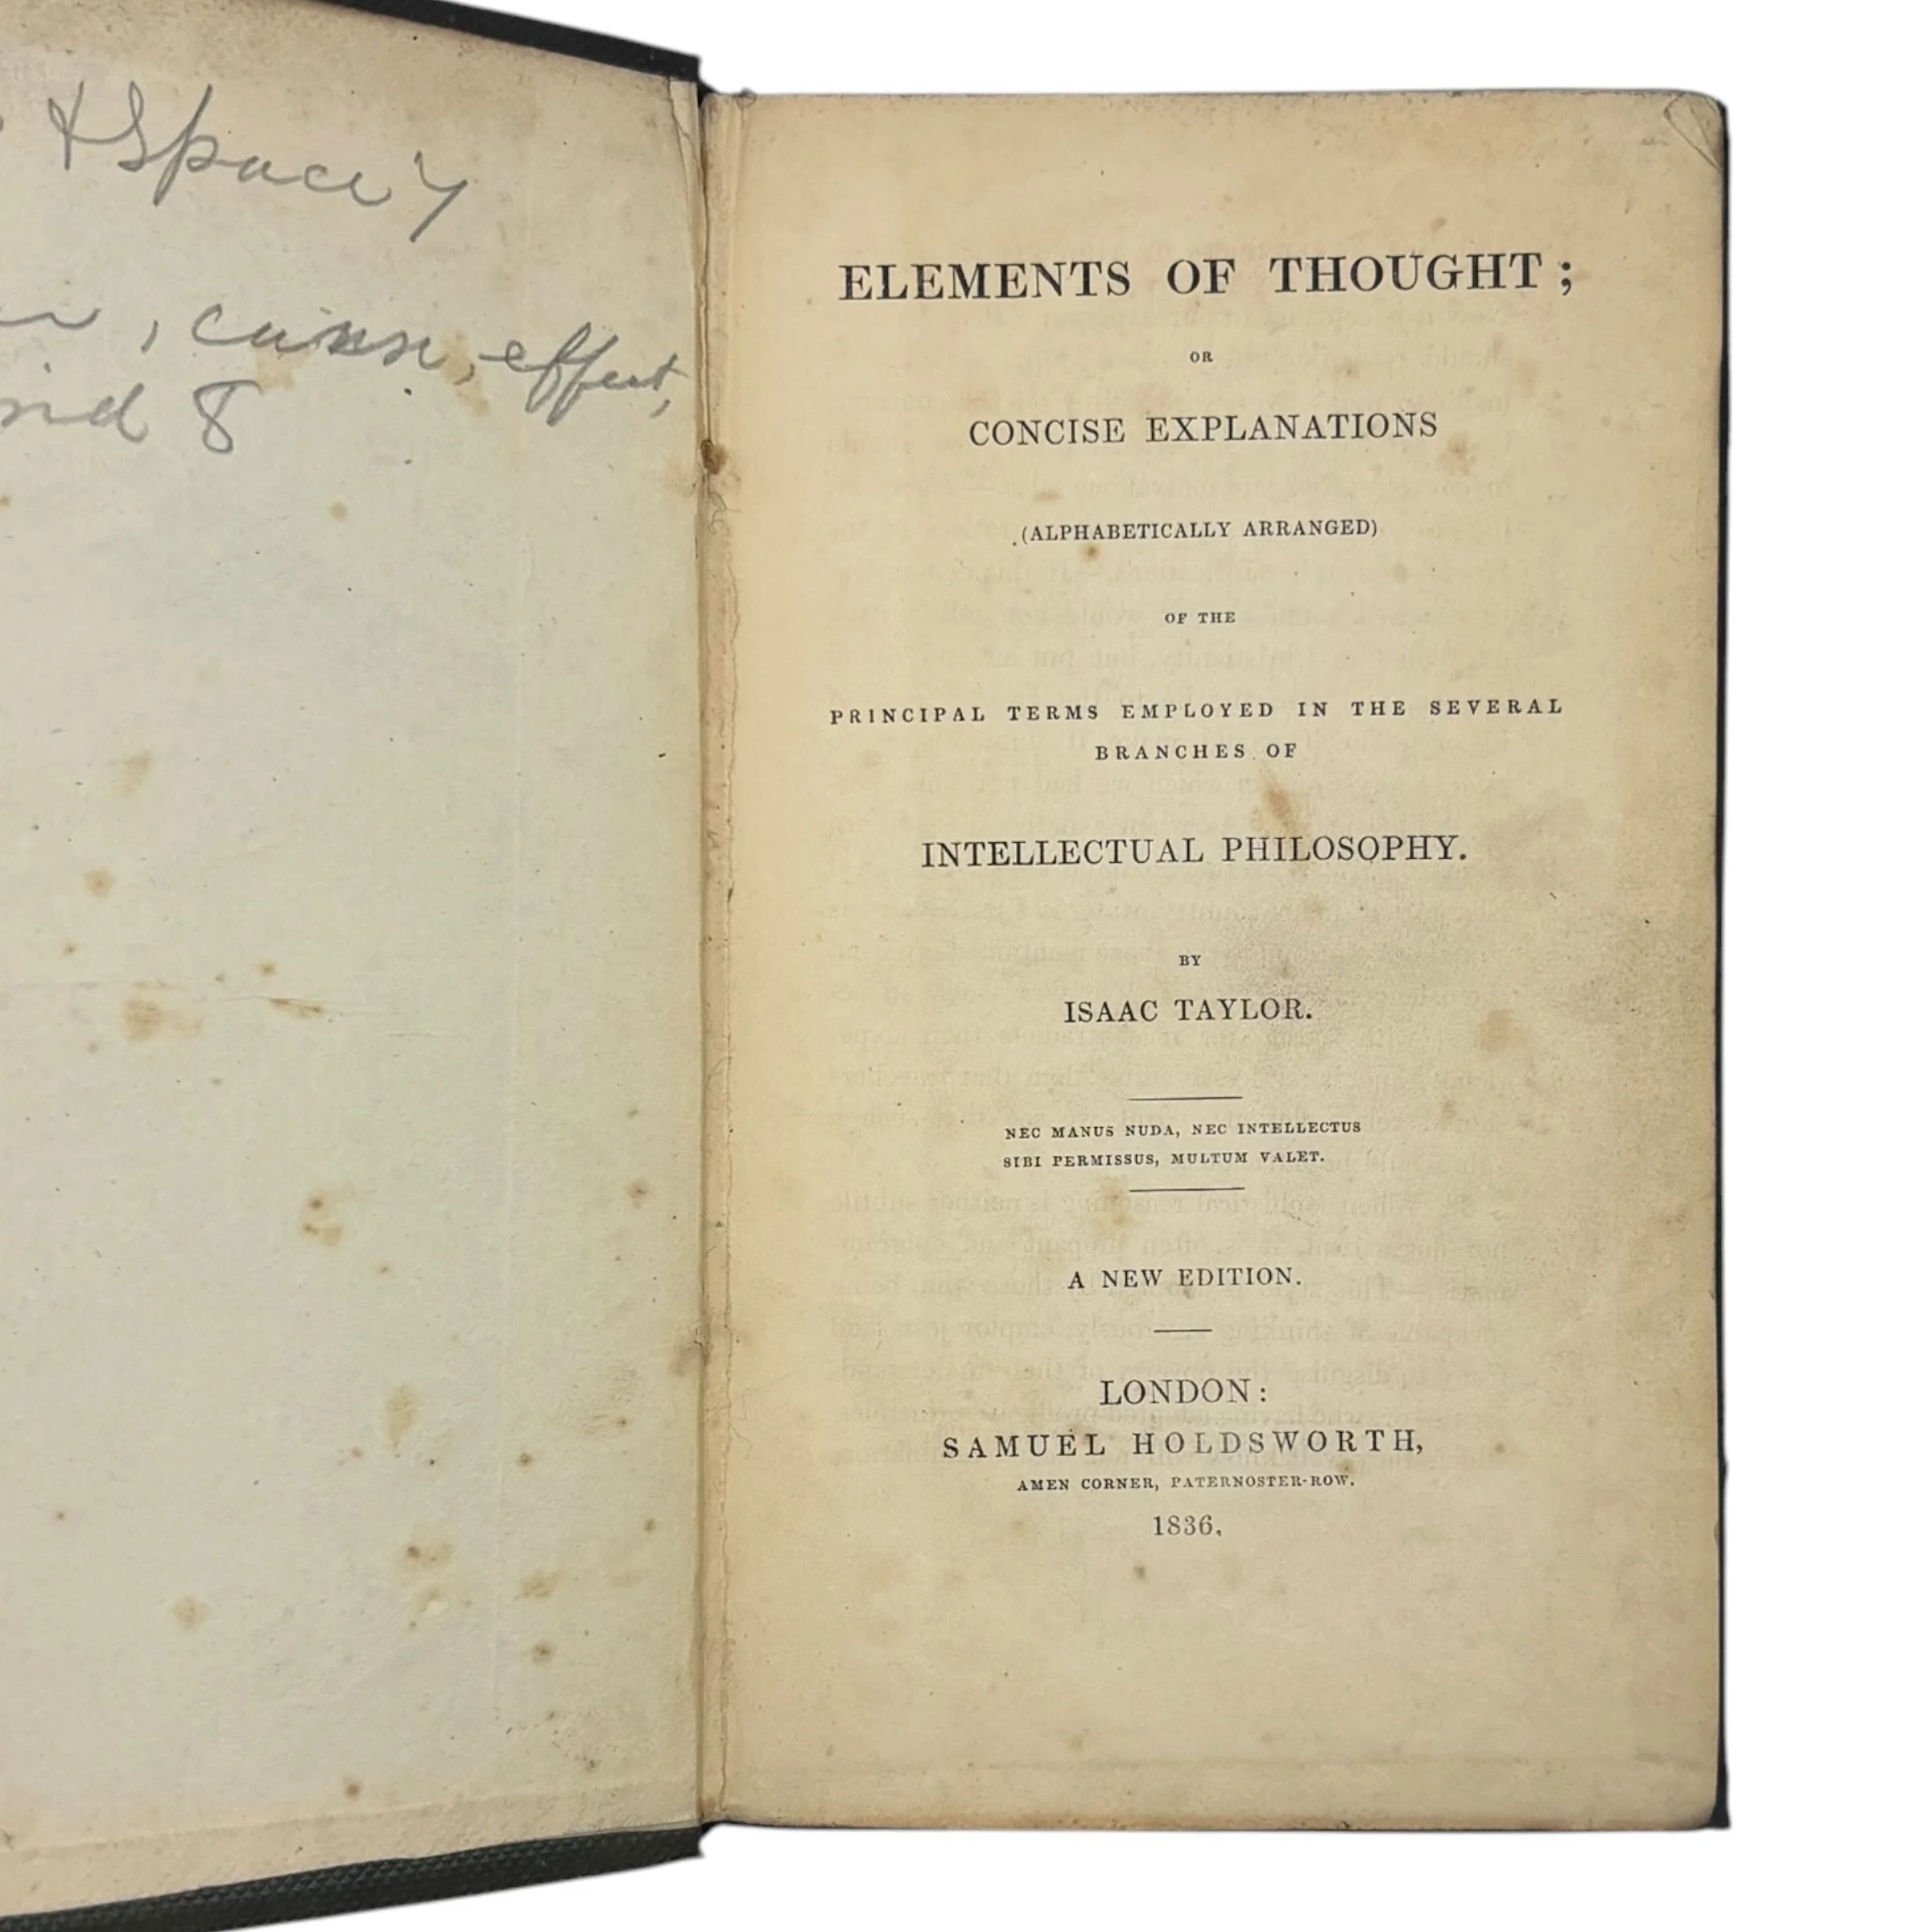 & Space 7
, cause, effect,
8
ELEMENTS OF THOUGHT;
OR
CONCISE EXPLANATIONS
(ALPHABETICALLY ARRANGED)
OF THE
PRINCIPAL TERMS EMPLOYED IN THE SEVERAL
BRANCHES OF
INTELLECTUAL PHILOSOPHY.
BY
ISAAC TAYLOR.
NEC MANUS NUDA, NEC INTELLECTUS
SIBI PERMISSUS, MULTUM VALET.
A NEW EDITION.
LONDON:
SAMUEL HOLDSWORTH,
AMEN CORNER, PATERNOSTER-ROW.
1836.